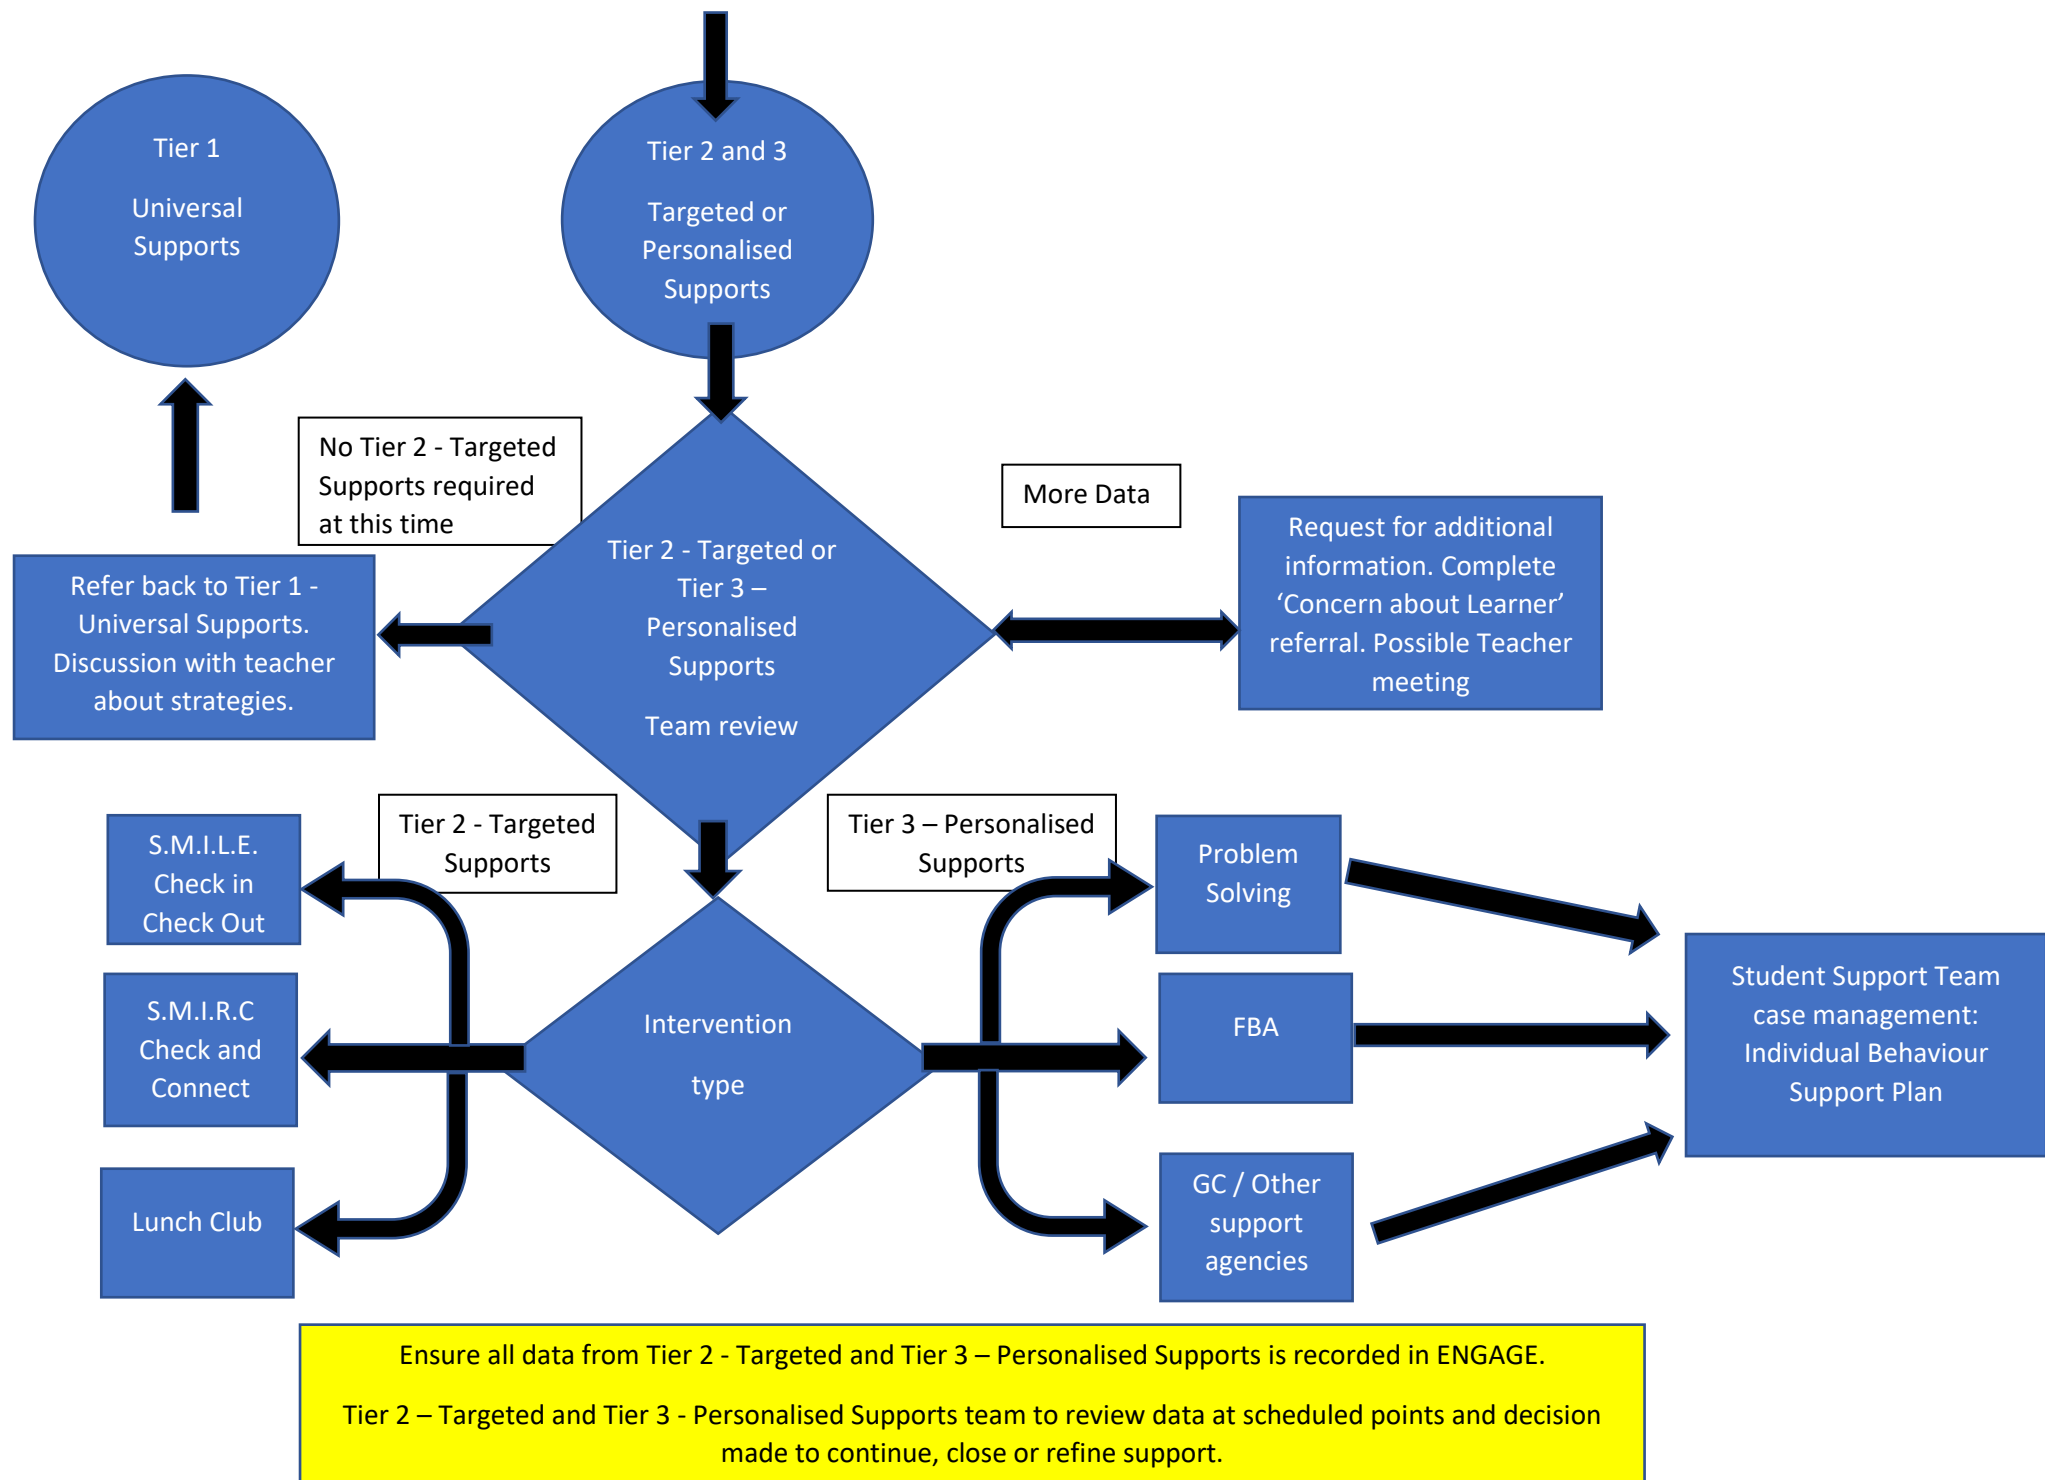 Tier 1
Universal
Supports
Tier 2 and 3
Targeted or
Personalised
Supports
No Tier 2 - Targeted
Supports required
at this time
More Data
Refer back to Tier 1 -
Universal Supports.
Discussion with teacher
about strategies.
Tier 2 - Targeted or
Tier 3 –
Personalised
Supports
Team review
Request for additional
information. Complete
‘Concern about Learner’
referral. Possible Teacher
meeting
Tier 2 - Targeted
Supports
Tier 3 – Personalised
Supports
S.M.I.L.E.
Check in
Check Out
S.M.I.R.C
Check and
Connect
Lunch Club
Intervention
type
Problem
Solving
FBA
GC / Other
support
agencies
Student Support Team
case management:
Individual Behaviour
Support Plan
Ensure all data from Tier 2 - Targeted and Tier 3 – Personalised Supports is recorded in ENGAGE.
Tier 2 – Targeted and Tier 3 - Personalised Supports team to review data at scheduled points and decision
made to continue, close or refine support.